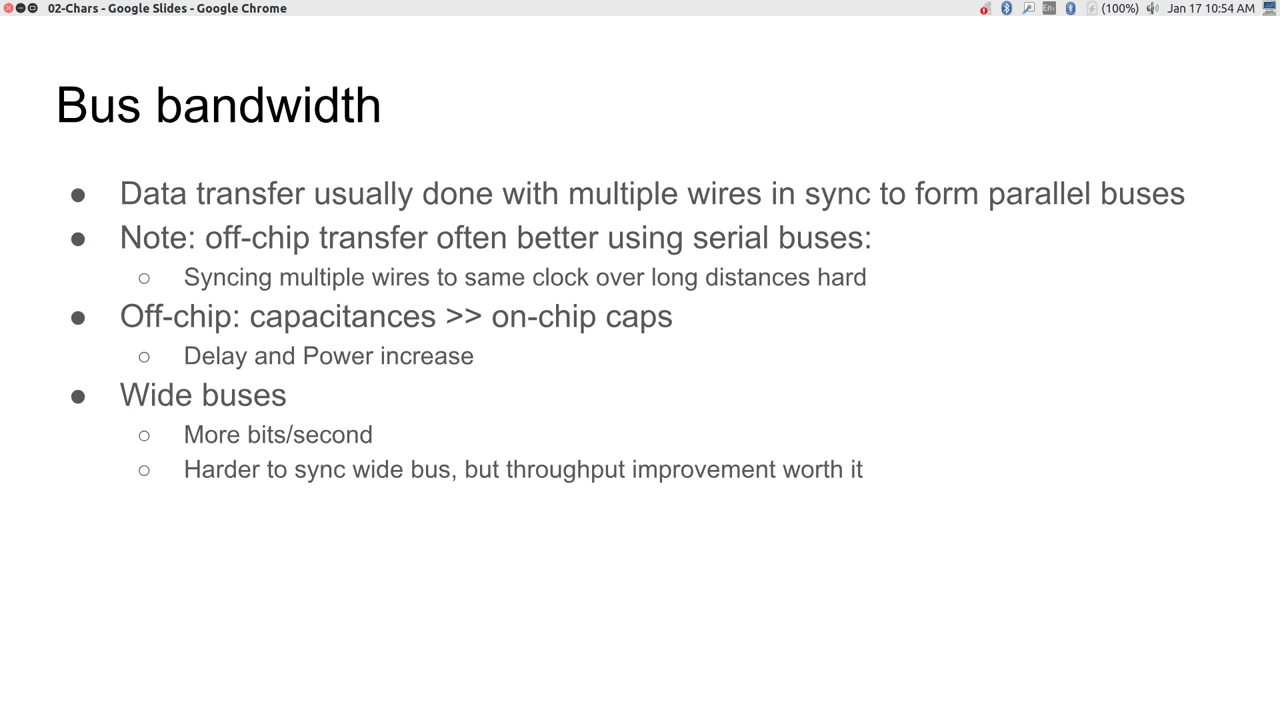 02-Chars - Google Slides - Google Chrome
En (100%) Jan 17 10:54 AM
Bus bandwidth
● Data transfer usually done with multiple wires in sync to form parallel buses
● Note: off-chip transfer often better using serial buses:
○ Syncing multiple wires to same clock over long distances hard
● Off-chip: capacitances >> on-chip caps
○ Delay and Power increase
● Wide buses
○ More bits/second
○ Harder to sync wide bus, but throughput improvement worth it